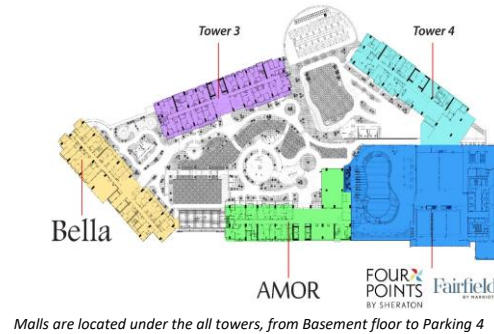 Tower 3
Tower 4
Bella
AMOR
FOUR
POINTS
BY SHERATON
Fairfield
BY MARRIOTT
Malls are located under the all towers, from Basement floor to Parking 4